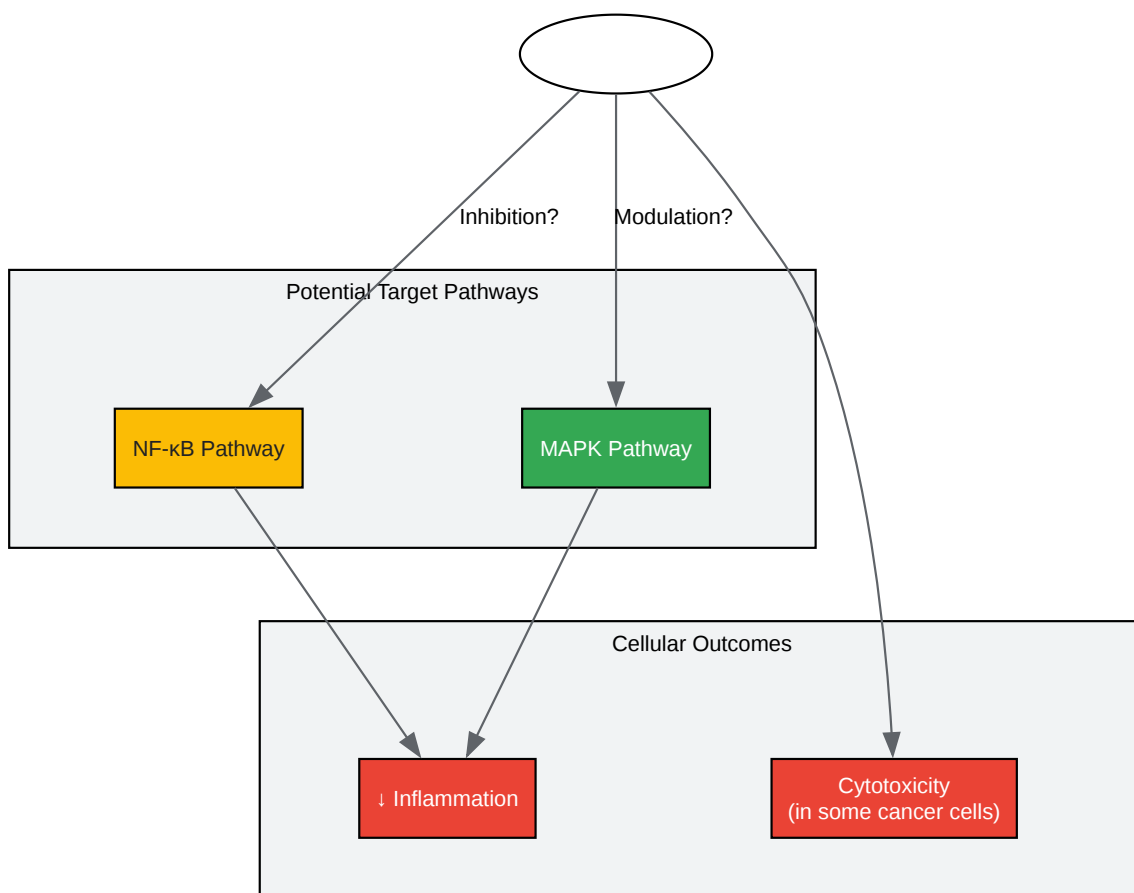 Inhibition?
Modulation?
Potential Target Pathways
NF-κB Pathway
MAPK Pathway
Cellular Outcomes
↓ Inflammation
Cytotoxicity
(in some cancer cells)